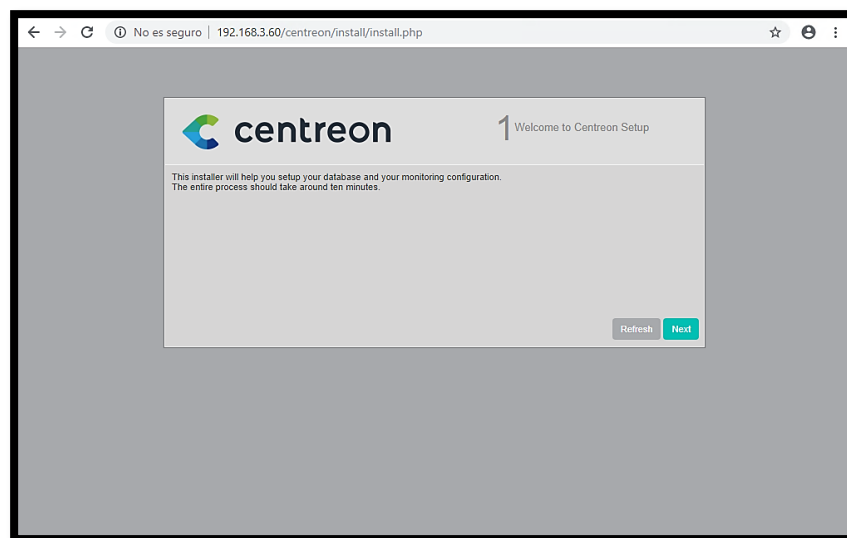 No es seguro | 192.168.3.60/centreon/install/install.php
centreon
1 Welcome to Centreon Setup
This installer will help you setup your database and your monitoring configuration.
The entire process should take around ten minutes.
Refresh Next